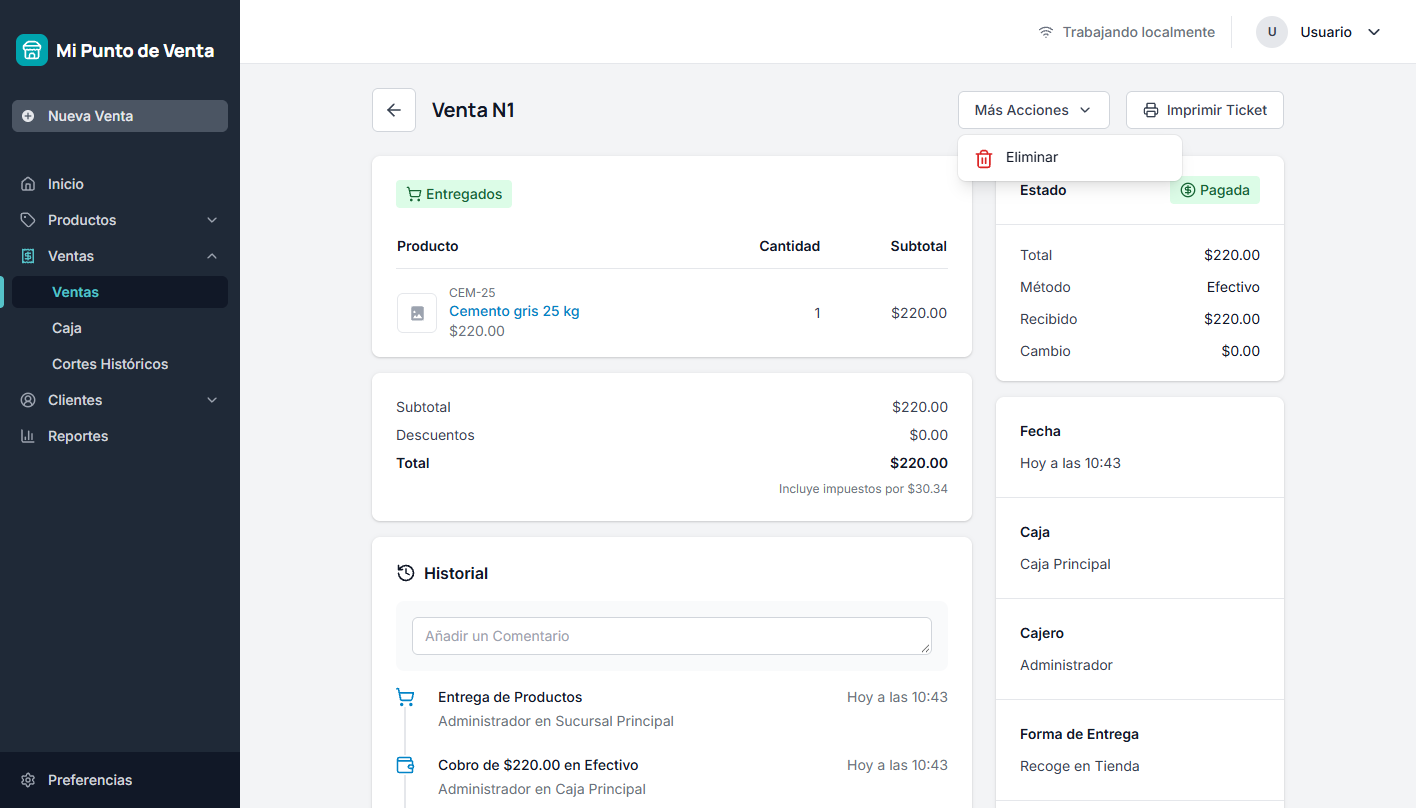 Mi Punto de Venta
Nueva Venta
Inicio
Productos
Ventas
Ventas
Caja
Cortes Históricos
Clientes
Reportes
Preferencias
Trabajando localmente
U
Usuario
Venta N1
Más Acciones
Imprimir Ticket
Eliminar
Entregados
Producto Cantidad Subtotal
CEM-25
Cemento gris 25 kg 1 $220.00
$220.00
Subtotal $220.00
Descuentos $0.00
Total $220.00
Incluye impuestos por $30.34
Historial
Añadir un Comentario
Entrega de Productos Hoy a las 10:43
Administrador en Sucursal Principal
Cobro de $220.00 en Efectivo Hoy a las 10:43
Administrador en Caja Principal
Estado Pagada
Total $220.00
Método Efectivo
Recibido $220.00
Cambio $0.00
Fecha
Hoy a las 10:43
Caja
Caja Principal
Cajero
Administrador
Forma de Entrega
Recoge en Tienda